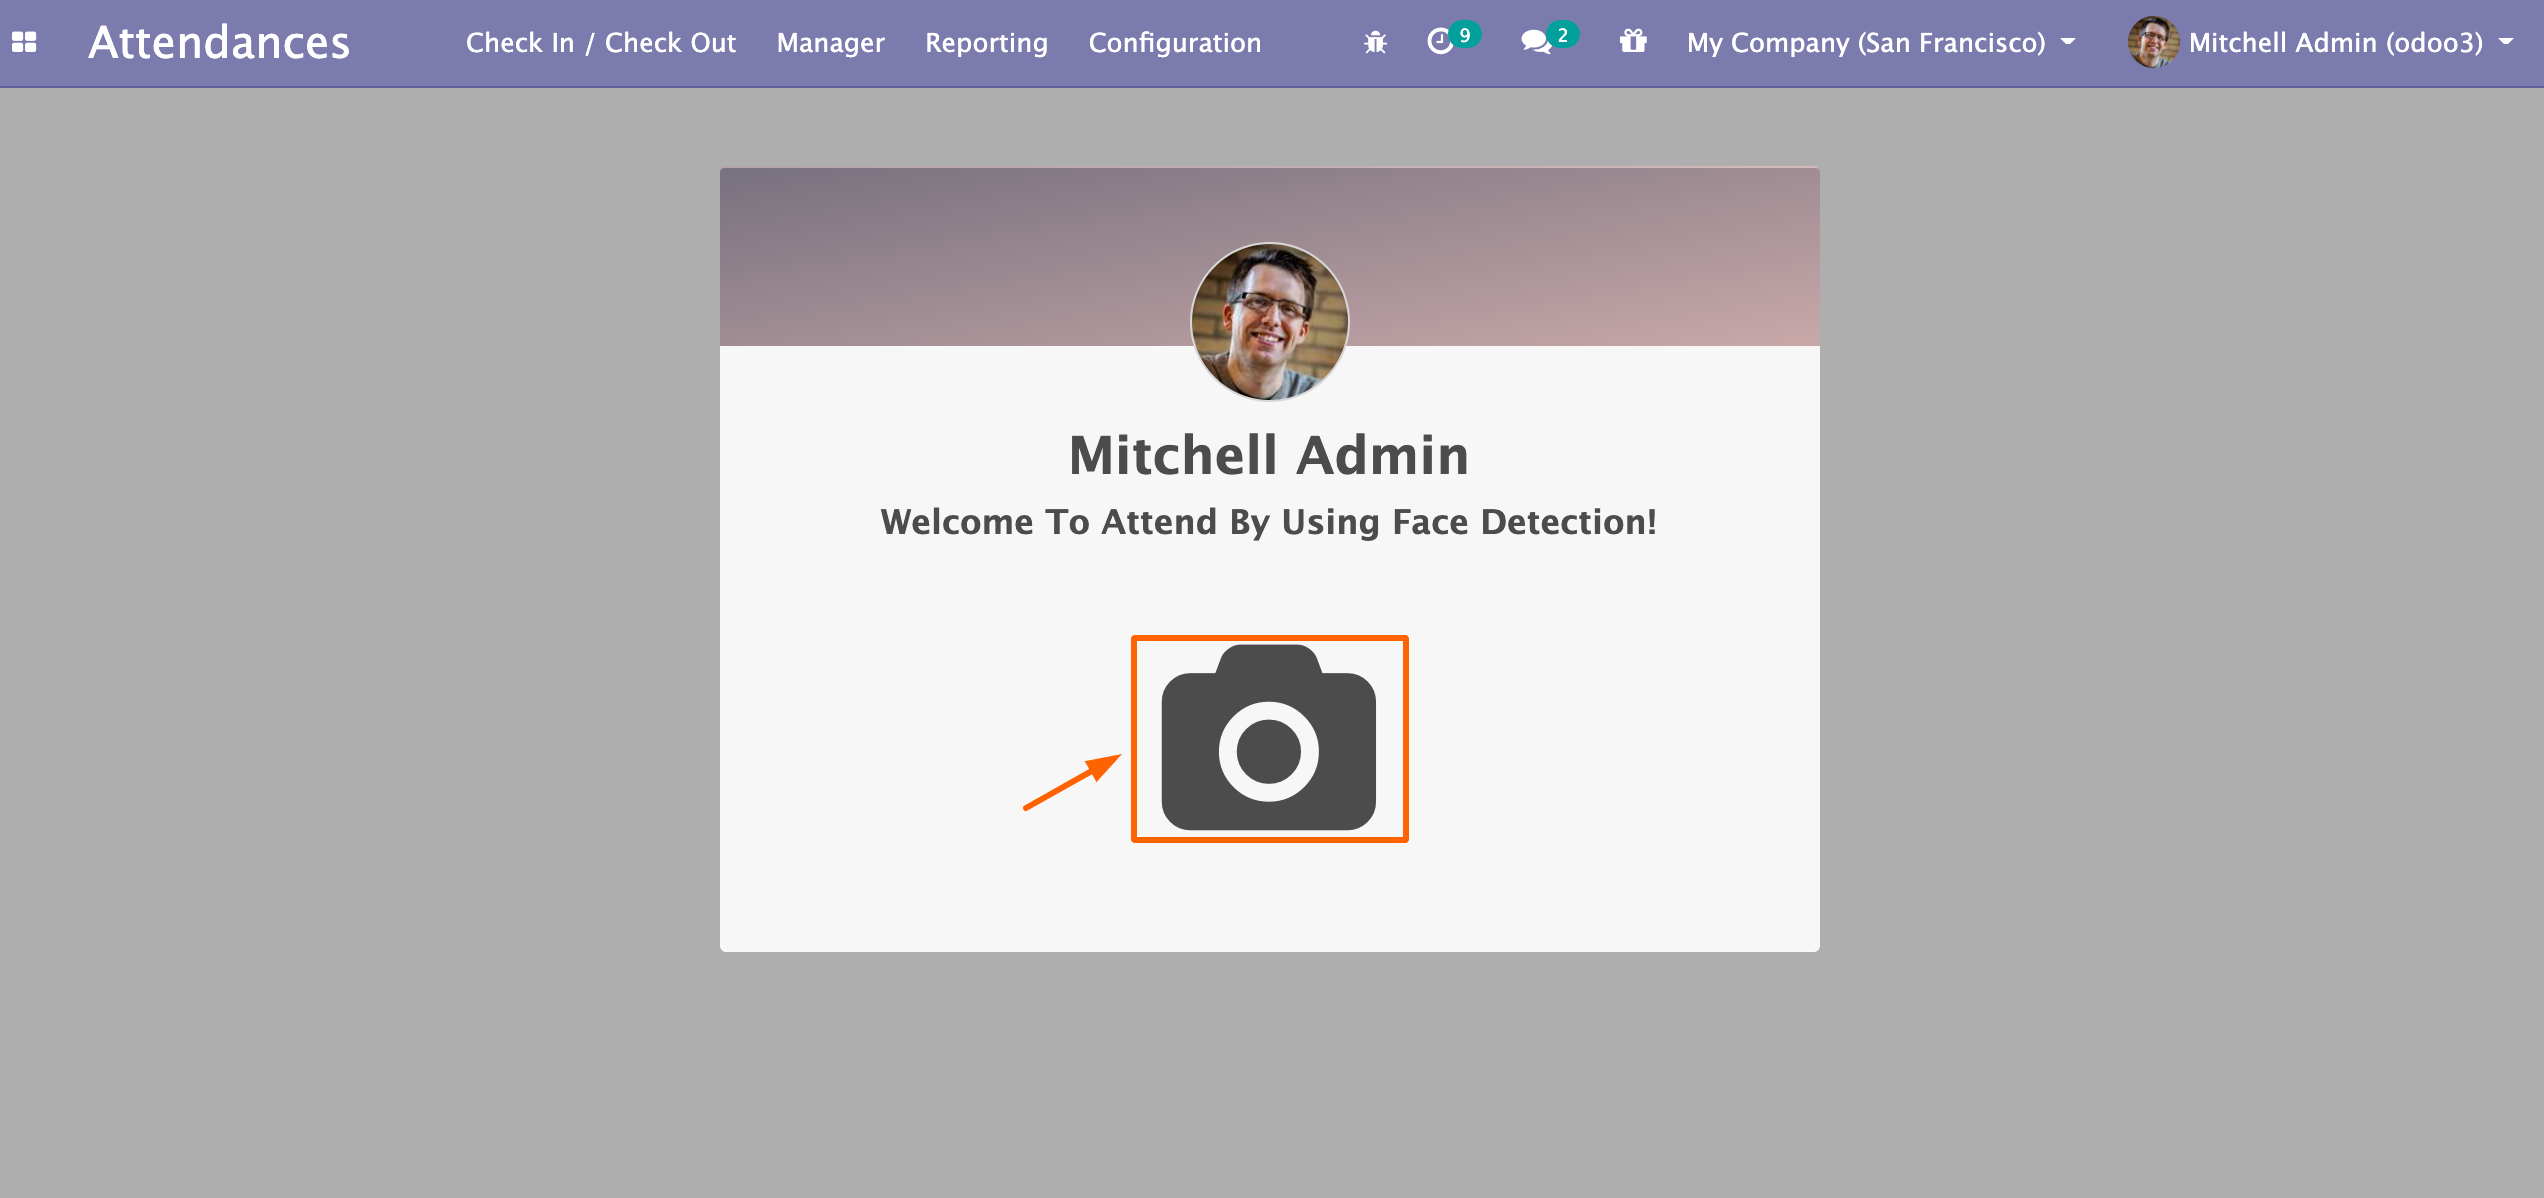 Attendances
Check In / Check Out Manager Reporting Configuration 9 2 My Company (San Francisco) Mitchell Admin (odoo3)
Mitchell Admin
Welcome To Attend By Using Face Detection!